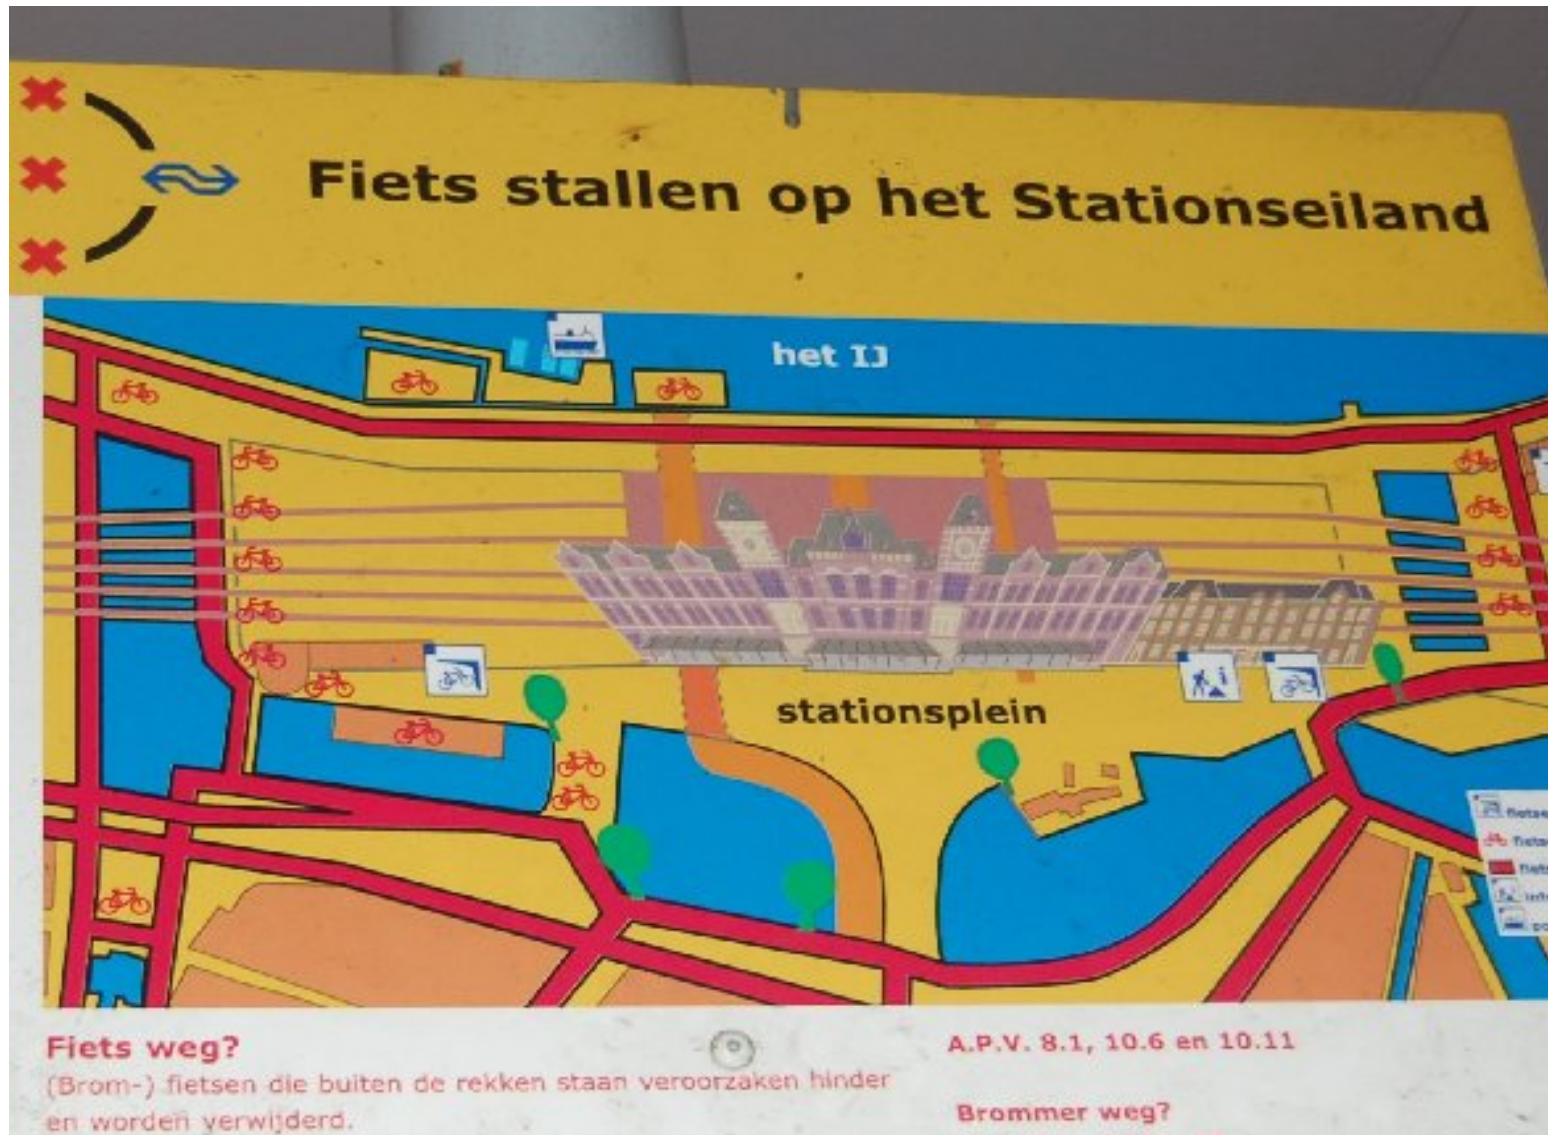 Fiets stallen op het Stationseiland
het IJ
stationsplein
Fiets weg?
(Brom-) fietsen die buiten de rekken staan veroorzaken hinder
en worden verwijderd.
A.P.V. 8.1, 10.6 en 10.11
Brommer weg?